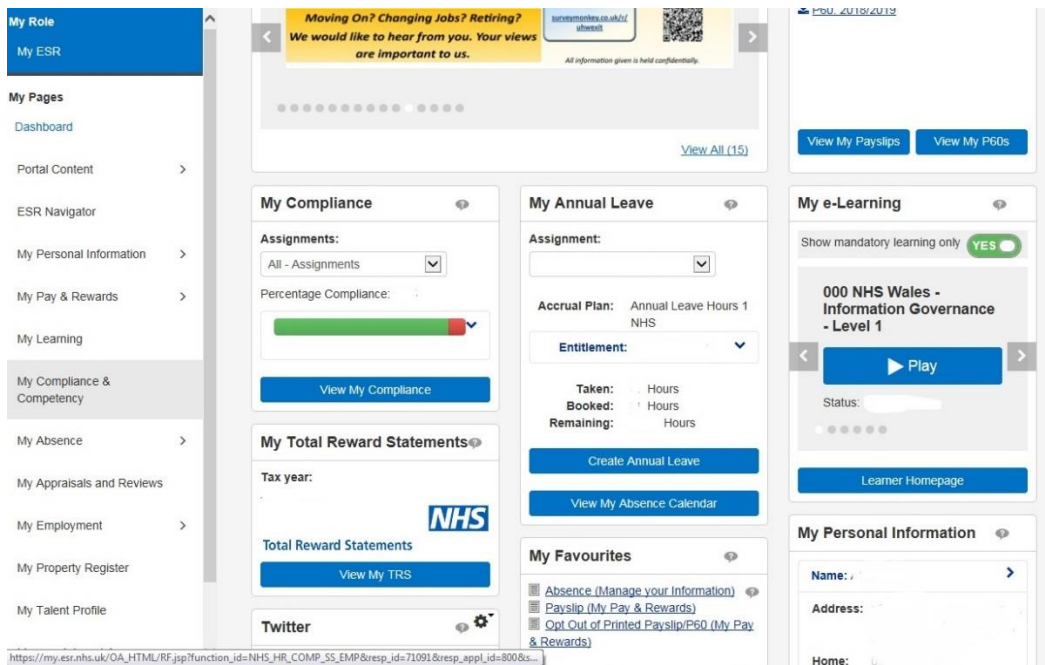 My Role
My ESR
My Pages
Dashboard
Portal Content
ESR Navigator
My Personal Information
My Pay & Rewards
My Learning
My Compliance &
Competency
My Absence
My Appraisals and Reviews
My Employment
My Property Register
My Talent Profile
Moving On? Changing Jobs? Retiring?
We would like to hear from you. Your views
are important to us.
surveymonkey.co.uk/r/
uhwexit
All information given is held confidentially.
View All (15)
P60: 2018/2019
View My Payslips
View My P60s
My Compliance
Assignments:
All - Assignments
Percentage Compliance:
View My Compliance
My Total Reward Statements
Tax year:
NHS
Total Reward Statements
View My TRS
Twitter
My Annual Leave
Assignment:
Accrual Plan: Annual Leave Hours 1
NHS
Entitlement:
Taken: Hours
Booked: Hours
Remaining: Hours
Create Annual Leave
View My Absence Calendar
My Favourites
Absence (Manage your Information)
Payslip (My Pay & Rewards)
Opt Out of Printed Payslip/P60 (My Pay
& Rewards)
My e-Learning
Show mandatory learning only YES
000 NHS Wales -
Information Governance
- Level 1
Play
Status:
Learner Homepage
My Personal Information
Name:
Address:
Home:
https://my.esr.nhs.uk/OA_HTML/RF.jsp?function_id=NHS_HR_COMP_SS_EMP&resp_id=71091&resp_appl_id=800&s...